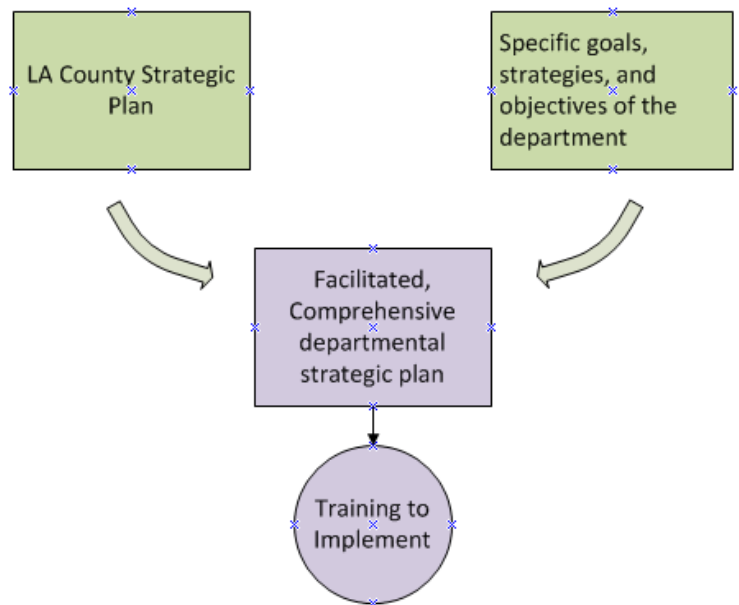 LA County Strategic
Plan
Specific goals,
strategies, and
objectives of the
department
Facilitated,
Comprehensive
departmental
strategic plan
Training to
Implement